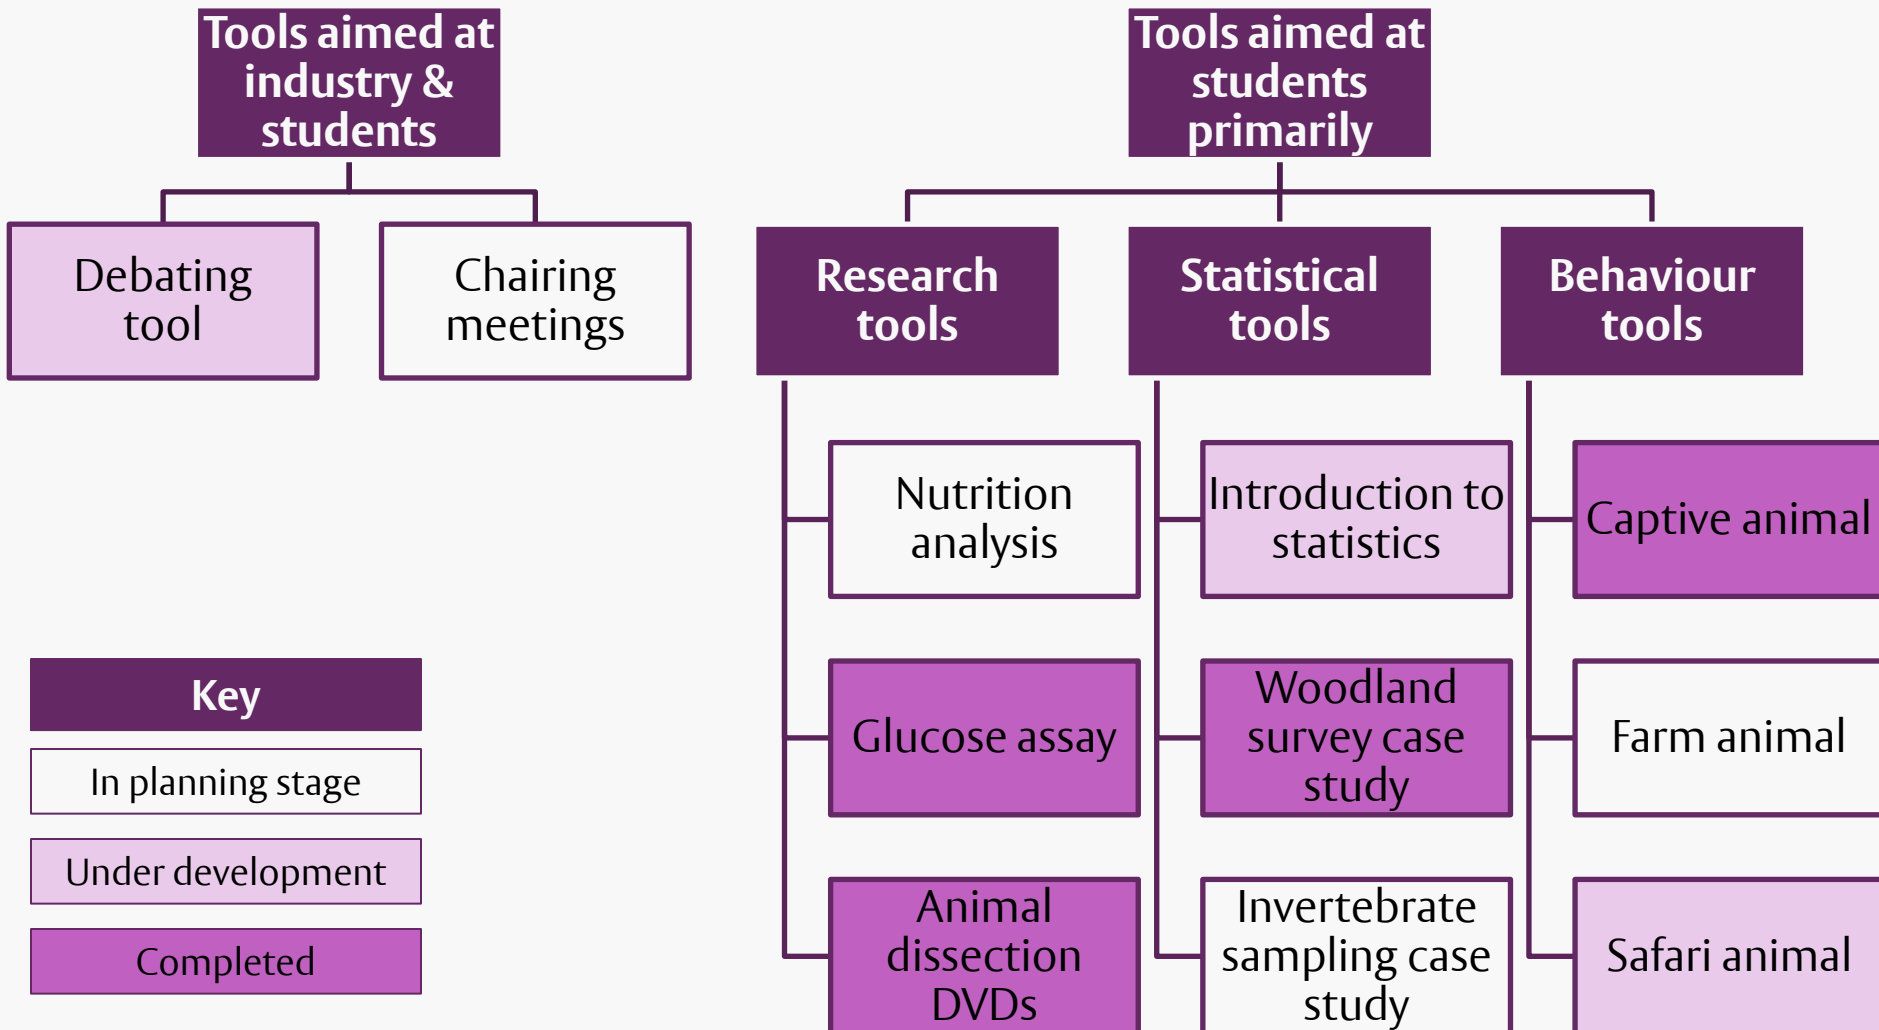 Tools aimed at
industry &
students
Debating
tool
Chairing
meetings
Tools aimed at
students
primarily
Research
tools
Nutrition
analysis
Glucose assay
Animal
dissection
DVDs
Statistical
tools
Introduction to
statistics
Woodland
survey case
study
Invertebrate
sampling case
study
Behaviour
tools
Captive animal
Farm animal
Safari animal
Key
In planning stage
Under development
Completed